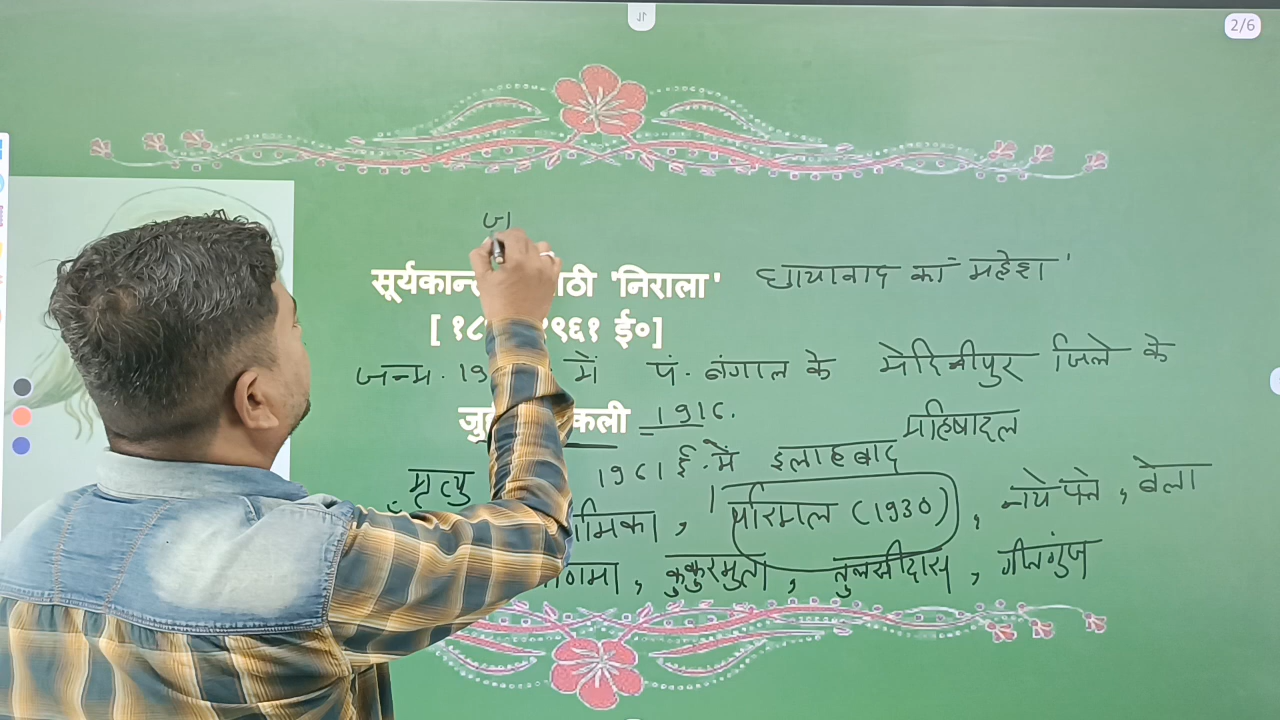 2/6
जा
सूर्यकान्त ाठी 'निराला' छायावाद का महेश'
[ १८ १९६१ ई०]
जन्म. 19 में पं. बंगाल के मेदिनीपुर जिले के
महिषादल
जु कली 1916.
मृत्यु 1961 ई. में इलाहबाद
ामिका, परिमल (1930), नये पत्ते, बेला
णिमा, कुकुरमुत्ता, तुलसीदास, गीतगुंज